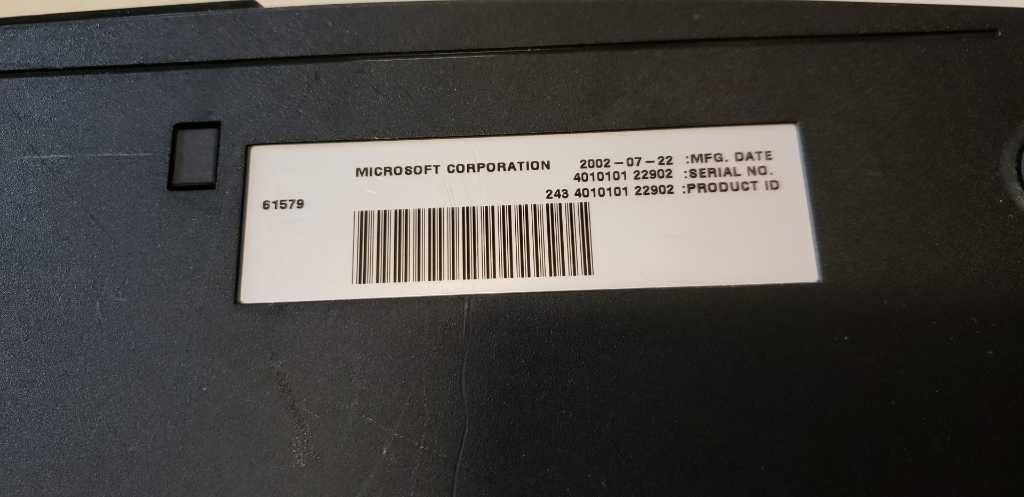 MICROSOFT CORPORATION 2002-07-22 :MFG. DATE
4010101 22902 :SERIAL NO.
243 4010101 22902 :PRODUCT ID
61579